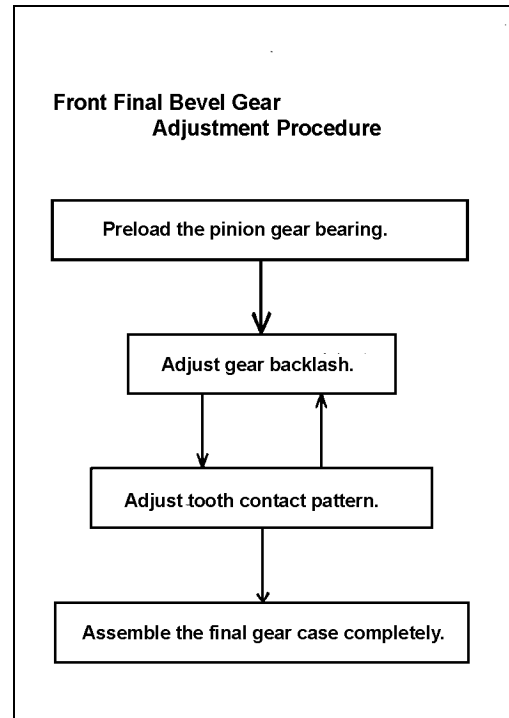 Front Final Bevel Gear
Adjustment Procedure
Preload the pinion gear bearing.
Adjust gear backlash.
Adjust tooth contact pattern.
Assemble the final gear case completely.